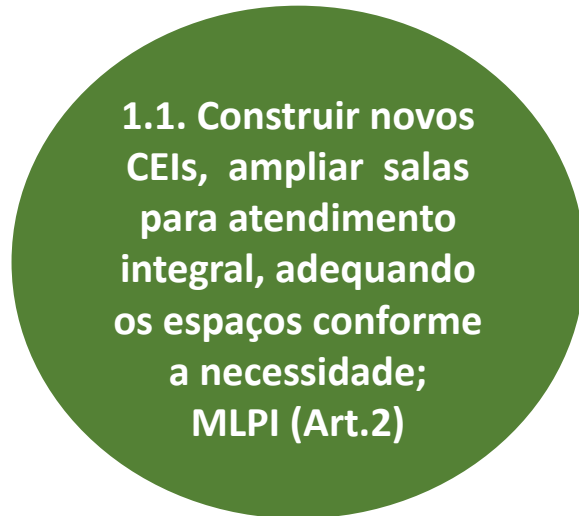 1.1. Construir novos
CEIs, ampliar salas
para atendimento
integral, adequando
os espaços conforme
a necessidade;
MLPI (Art.2)